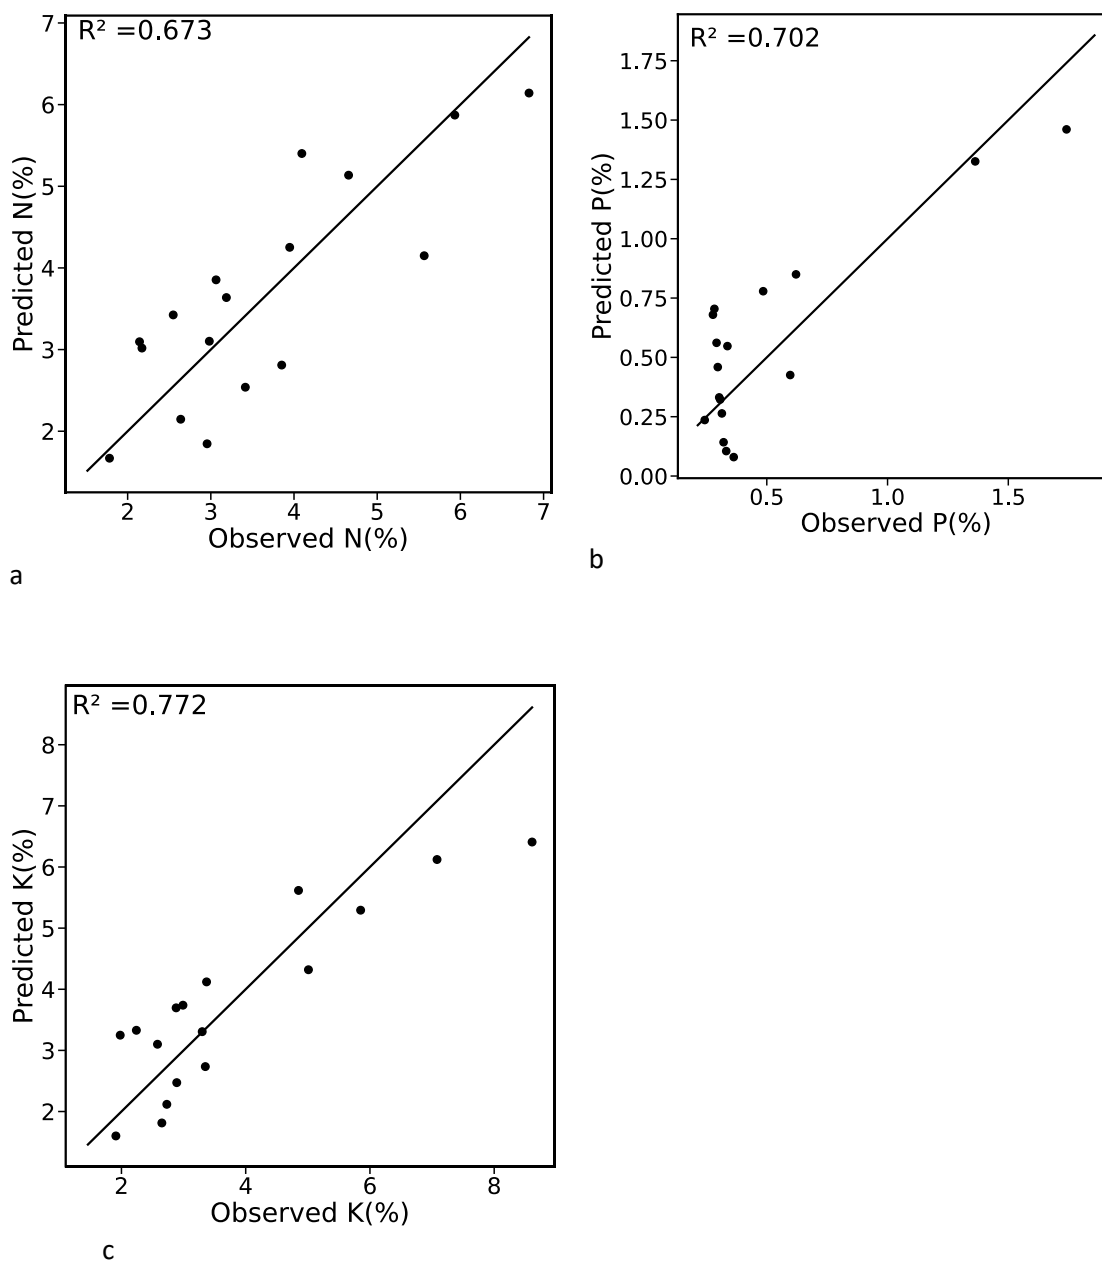 R² =0.673
7
6
5
4
3
2
Predicted N(%)
2 3 4 5 6 7
Observed N(%)
a
R² =0.702
1.75
1.50
1.25
1.00
0.75
0.50
0.25
0.00
Predicted P(%)
0.5 1.0 1.5
Observed P(%)
b
R² =0.772
8
7
6
5
4
3
2
Predicted K(%)
2 4 6 8
Observed K(%)
c